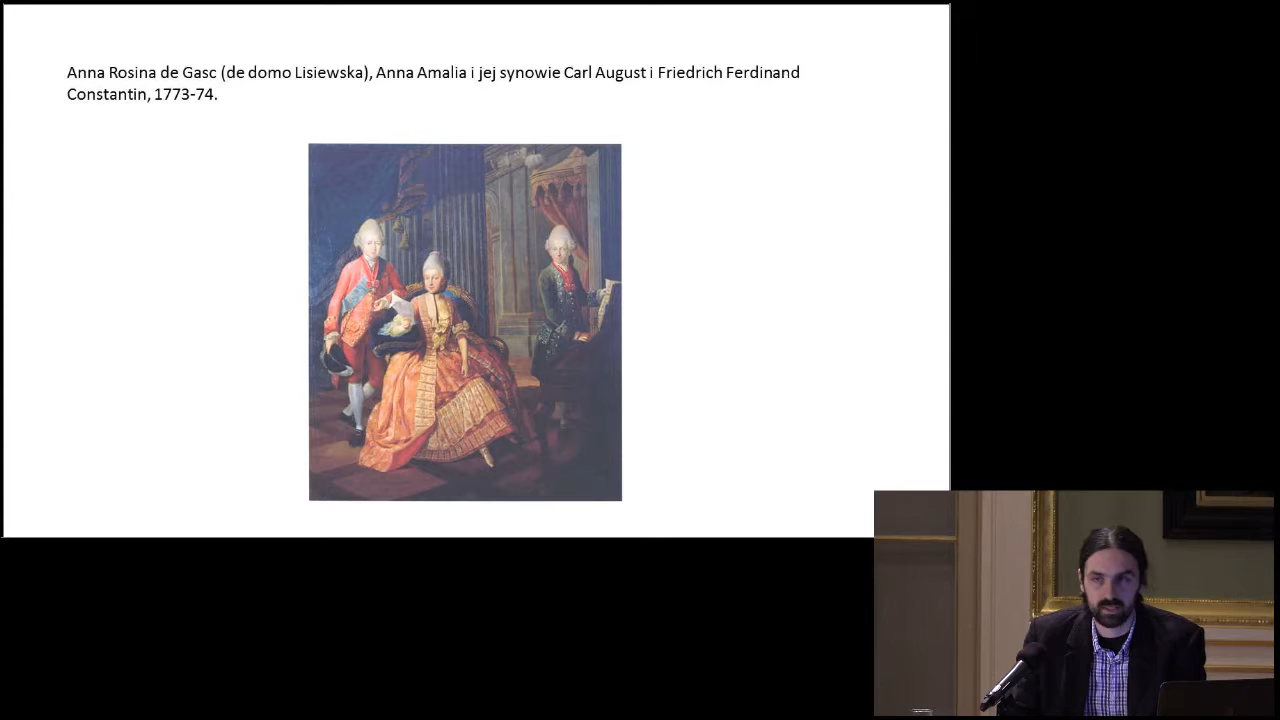 Anna Rosina de Gasc (de domo Lisiewska), Anna Amalia i jej synowie Carl August i Friedrich Ferdinand
Constantin, 1773-74.